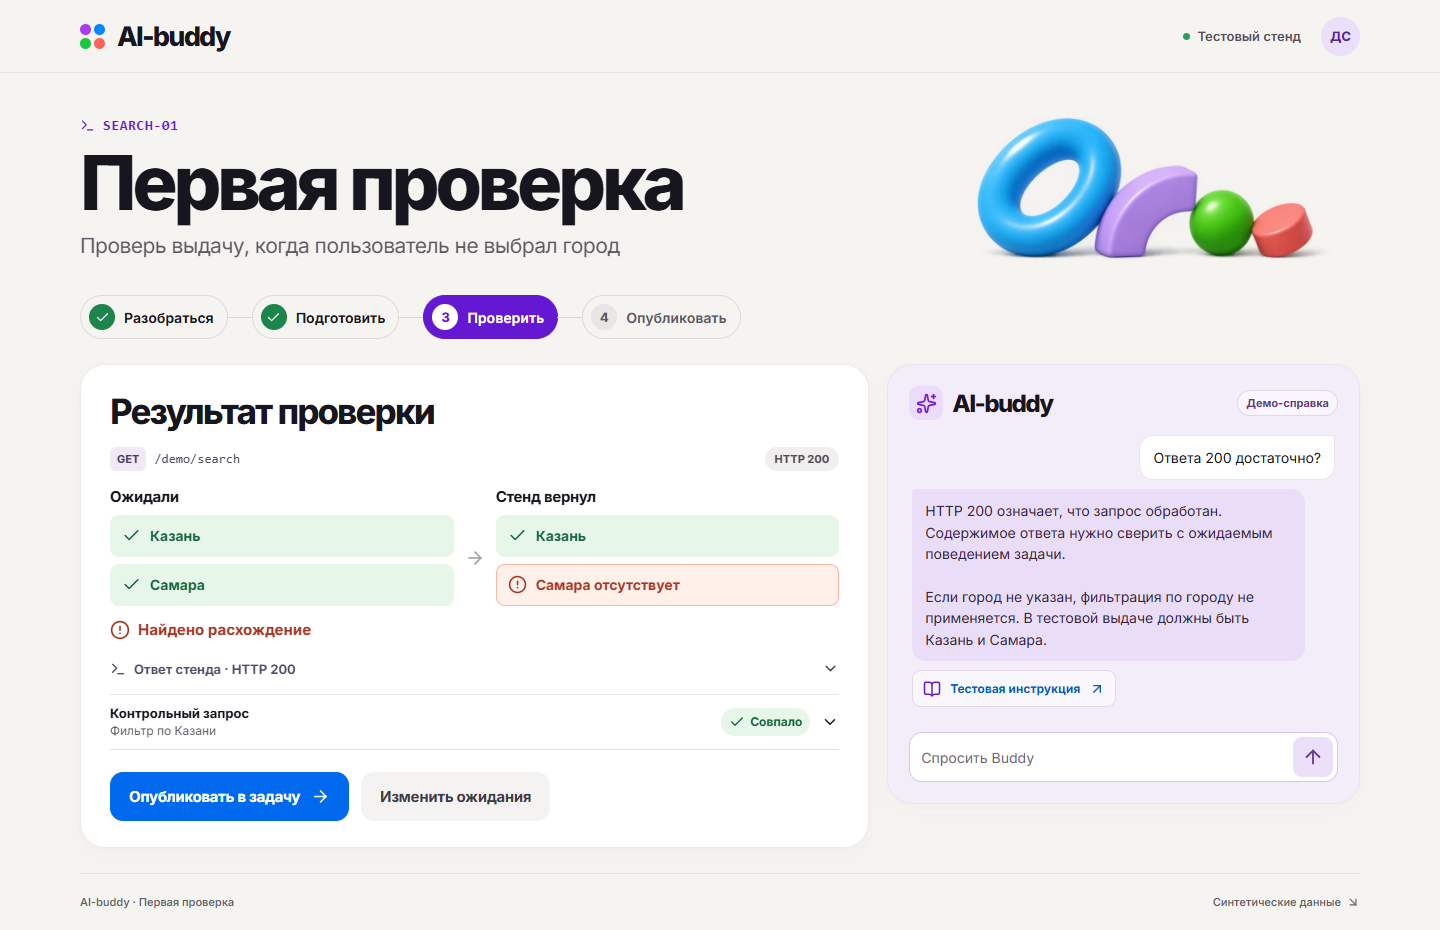 AI-buddy
Тестовый стенд
ДС
SEARCH-01
Первая проверка
Проверь выдачу, когда пользователь не выбрал город
Разобраться
Подготовить
3 Проверить
4 Опубликовать
Результат проверки
GET /demo/search
HTTP 200
Ожидали
Казань
Самара
Стенд вернул
Казань
Самара отсутствует
Найдено расхождение
Ответ стенда · HTTP 200
Контрольный запрос
Фильтр по Казани
Совпало
Опубликовать в задачу
Изменить ожидания
AI-buddy
Демо-справка
Ответа 200 достаточно?
HTTP 200 означает, что запрос обработан.
Содержимое ответа нужно сверить с ожидаемым
поведением задачи.
Если город не указан, фильтрация по городу не
применяется. В тестовой выдаче должны быть
Казань и Самара.
Тестовая инструкция
Спросить Buddy
AI-buddy · Первая проверка
Синтетические данные